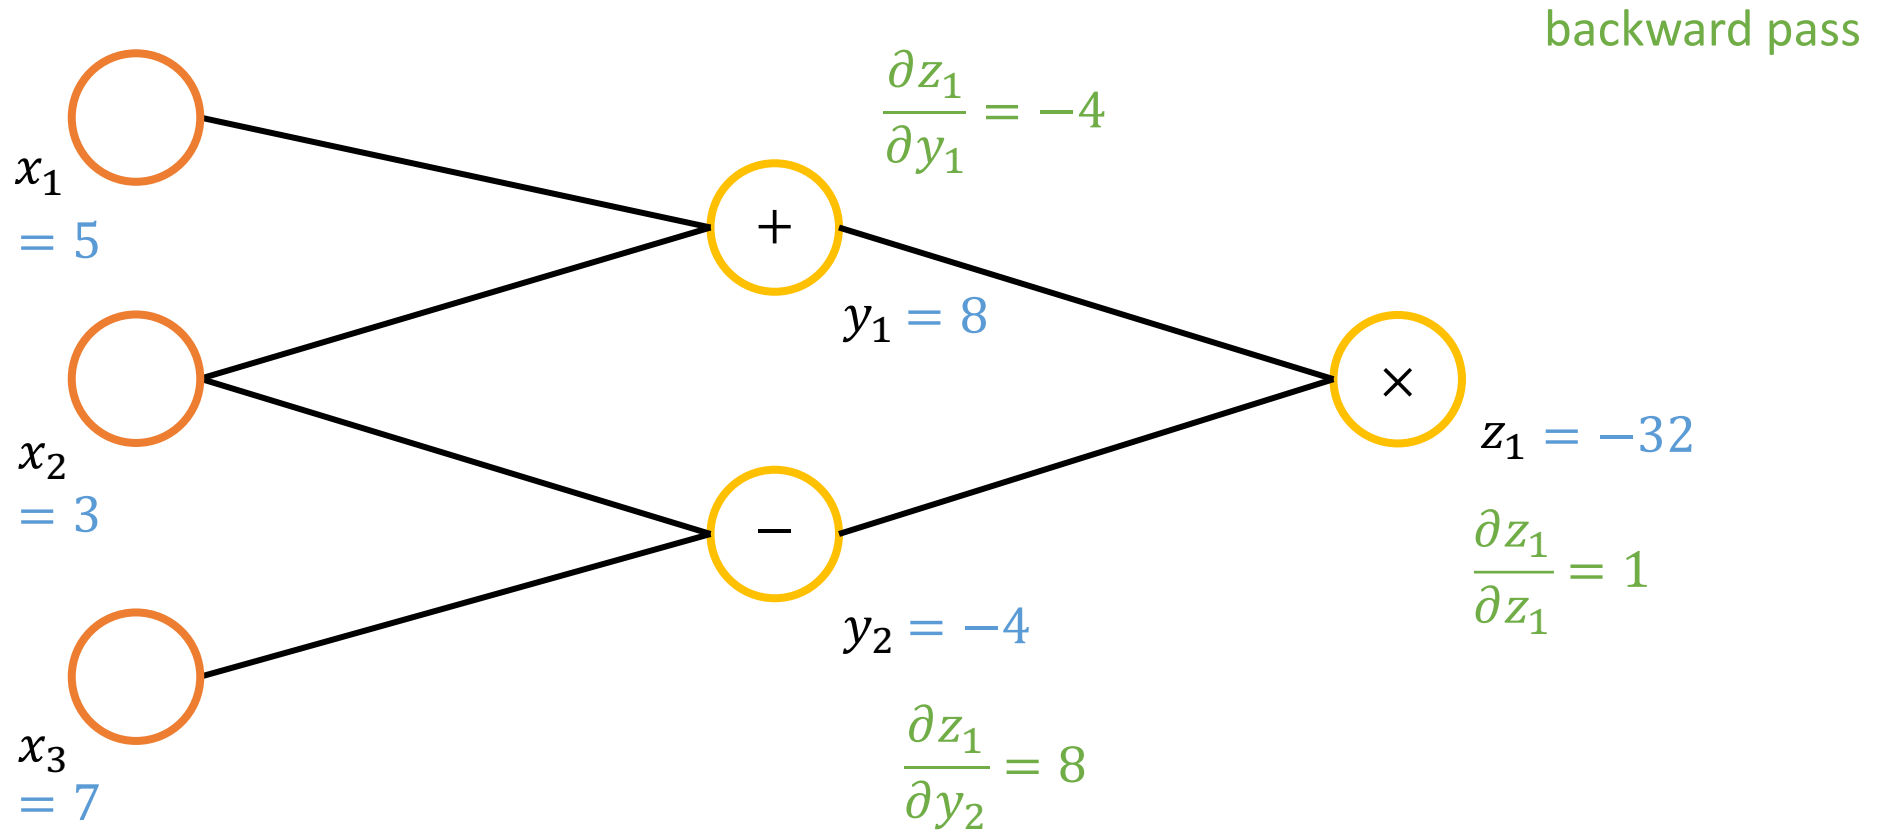 backward pass
∂z₁/∂y₁ = −4
x₁
= 5
+
y₁ = 8
×
z₁ = −32
x₂
= 3
−
∂z₁/∂z₁ = 1
y₂ = −4
x₃
= 7
∂z₁/∂y₂ = 8